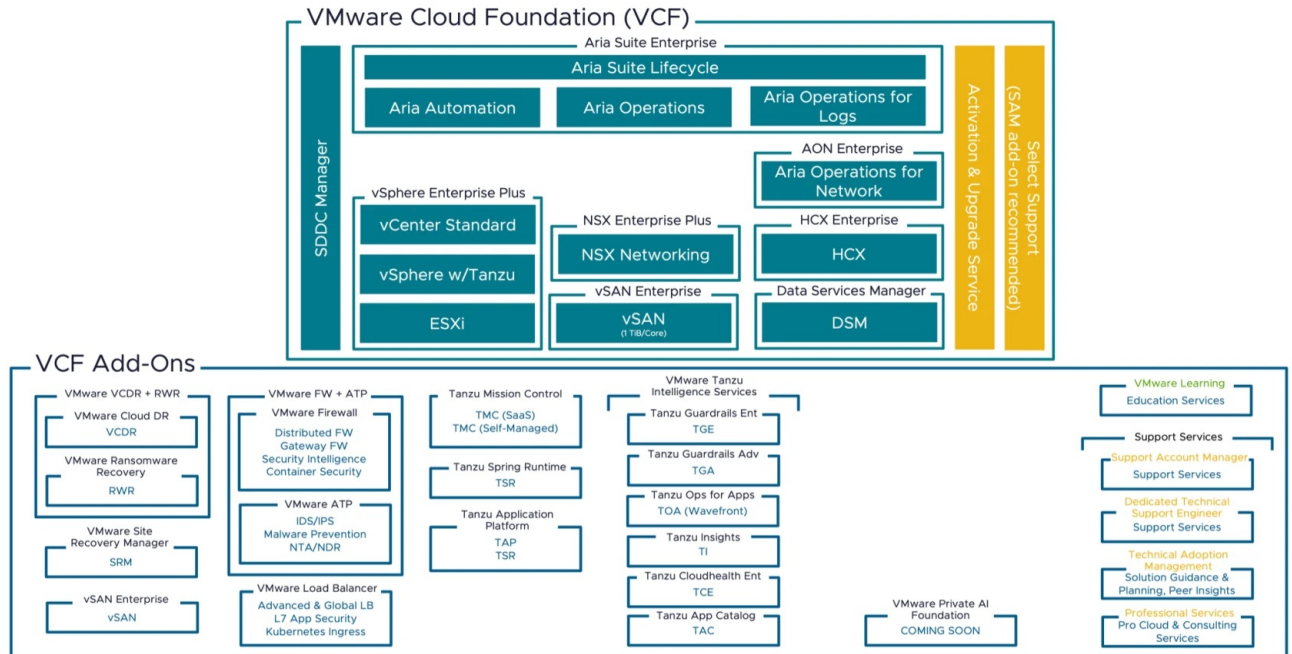 VMware Cloud Foundation (VCF)
SDDC Manager
Aria Suite Enterprise
Aria Suite Lifecycle
Aria Automation
Aria Operations
Aria Operations for
Logs
AON Enterprise
Aria Operations for
Network
vSphere Enterprise Plus
vCenter Standard
vSphere w/Tanzu
ESXi
NSX Enterprise Plus
NSX Networking
vSAN Enterprise
vSAN
(1 TiB/Core)
HCX Enterprise
HCX
Data Services Manager
DSM
Activation & Upgrade Service
Select Support
(SAM add-on recommended)
VCF Add-Ons
VMware VCDR + RWR
VMware Cloud DR
VCDR
VMware Ransomware
Recovery
RWR
VMware Site
Recovery Manager
SRM
vSAN Enterprise
vSAN
VMware FW + ATP
VMware Firewall
Distributed FW
Gateway FW
Security Intelligence
Container Security
VMware ATP
IDS/IPS
Malware Prevention
NTA/NDR
VMware Load Balancer
Advanced & Global LB
L7 App Security
Kubernetes Ingress
Tanzu Mission Control
TMC (SaaS)
TMC (Self-Managed)
Tanzu Spring Runtime
TSR
Tanzu Application
Platform
TAP
TSR
VMware Tanzu
Intelligence Services
Tanzu Guardrails Ent
TGE
Tanzu Guardrails Adv
TGA
Tanzu Ops for Apps
TOA (Wavefront)
Tanzu Insights
TI
Tanzu Cloudhealth Ent
TCE
Tanzu App Catalog
TAC
VMware Private AI
Foundation
COMING SOON
VMware Learning
Education Services
Support Services
Support Account Manager
Support Services
Dedicated Technical
Support Engineer
Support Services
Technical Adoption
Management
Solution Guidance &
Planning, Peer Insights
Professional Services
Pro Cloud & Consulting
Services